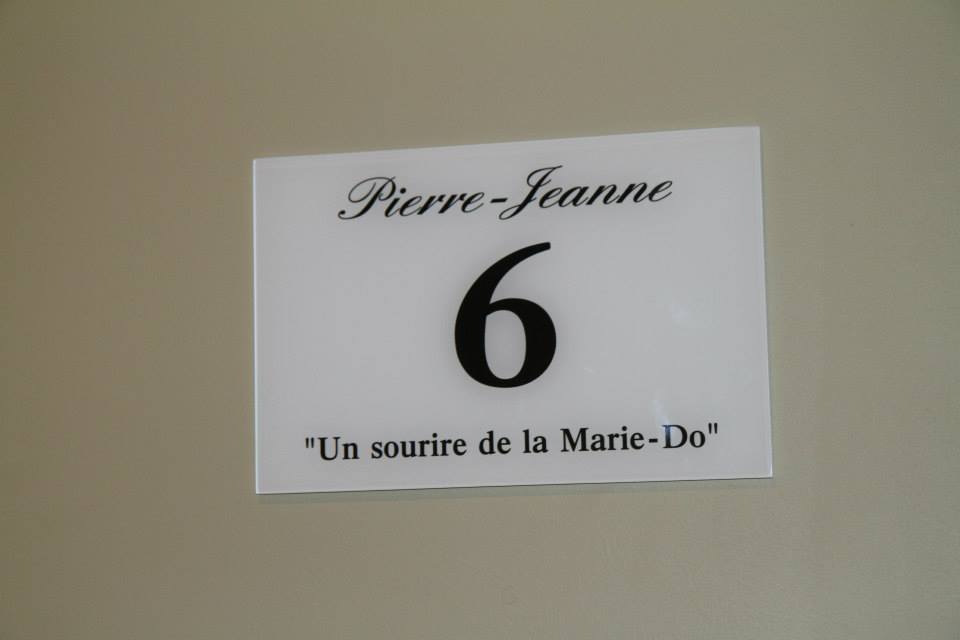 Pierre-Jeanne
6
"Un sourire de la Marie-Do"